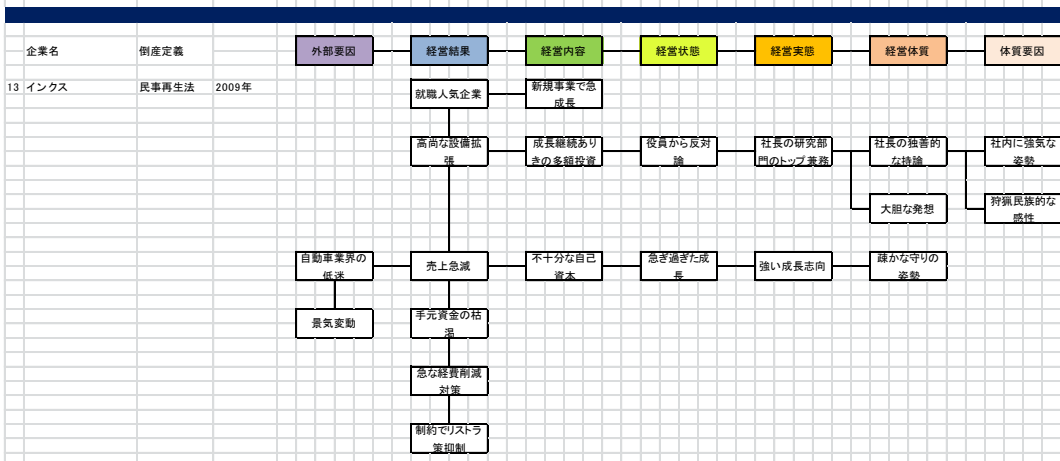 企業名 倒産定義 外部要因 経営結果 経営内容 経営状態 経営実態 経営体質 体質要因
13 インクス 民事再生法 2009年
就職人気企業
新規事業で急
成長
高尚な設備拡
張
成長継続あり
きの多額投資
役員から反対
論
社長の研究部
門のトップ兼務
社長の独善的
な持論
社内に強気な
姿勢
大胆な発想
狩猟民族的な
感性
自動車業界の
低迷
売上急減
不十分な自己
資本
急ぎ過ぎた成
長
強い成長志向
疎かな守りの
姿勢
景気変動
手元資金の枯
渇
急な経費削減
対策
制約でリストラ
策抑制